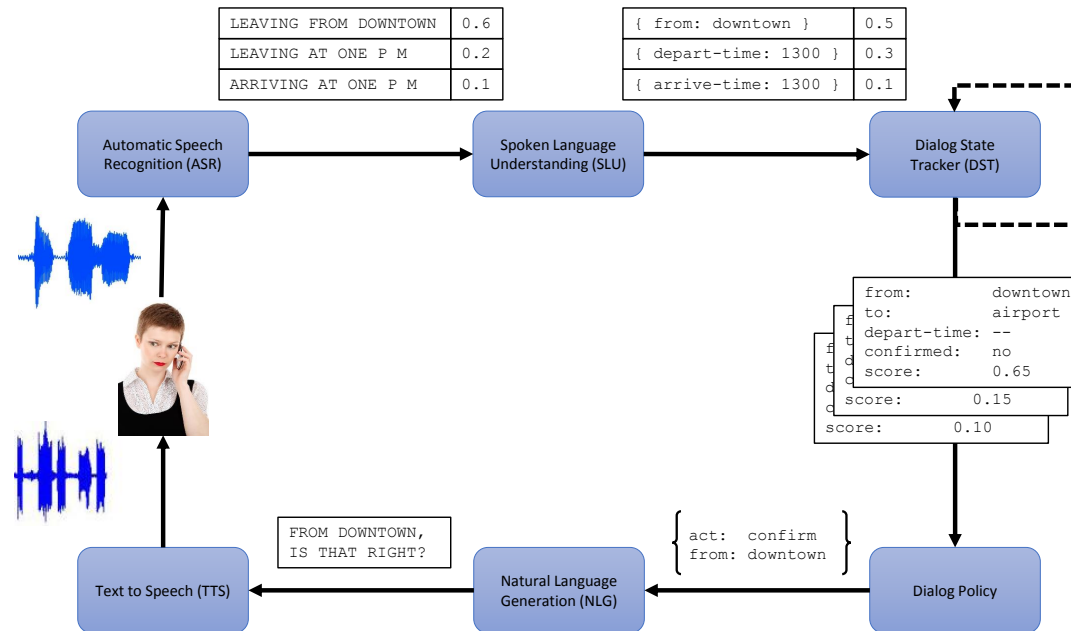 LEAVING FROM DOWNTOWN 0.6
LEAVING AT ONE P M 0.2
ARRIVING AT ONE P M 0.1
{ from: downtown } 0.5
{ depart-time: 1300 } 0.3
{ arrive-time: 1300 } 0.1
Automatic Speech
Recognition (ASR)
Spoken Language
Understanding (SLU)
Dialog State
Tracker (DST)
from: downtown
to: airport
depart-time: --
confirmed: no
score: 0.65
score: 0.15
score: 0.10
act: confirm
from: downtown
FROM DOWNTOWN,
IS THAT RIGHT?
Text to Speech (TTS)
Natural Language
Generation (NLG)
Dialog Policy